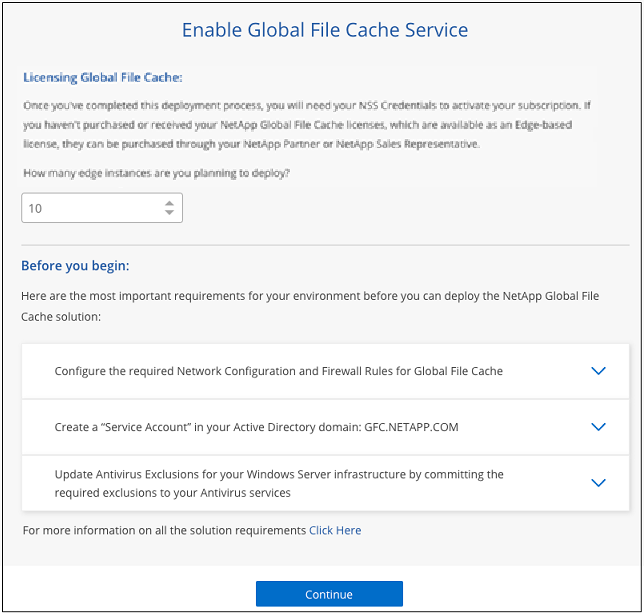 Enable Global File Cache Service
Licensing Global File Cache:
Once you've completed this deployment process, you will need your NSS Credentials to activate your subscription. If
you haven't purchased or received your NetApp Global File Cache licenses, which are available as an Edge-based
license, they can be purchased through your NetApp Partner or NetApp Sales Representative.
How many edge instances are you planning to deploy?
10
Before you begin:
Here are the most important requirements for your environment before you can deploy the NetApp Global File
Cache solution:
Configure the required Network Configuration and Firewall Rules for Global File Cache
Create a “Service Account” in your Active Directory domain: GFC.NETAPP.COM
Update Antivirus Exclusions for your Windows Server infrastructure by committing the
required exclusions to your Antivirus services
For more information on all the solution requirements Click Here
Continue